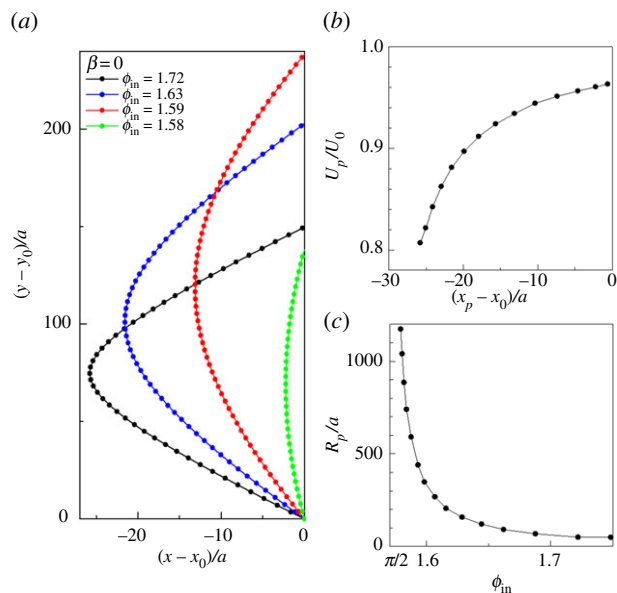 (a)
β = 0
ϕin = 1.72
ϕin = 1.63
ϕin = 1.59
ϕin = 1.58
200
100
0
(y – y0)/a
–20
–10
0
(x – x0)/a
(b)
1.0
0.9
0.8
Up/U0
–30
–20
–10
0
(xp – x0)/a
(c)
1000
500
0
Rp/a
π/2
1.6
1.7
ϕin